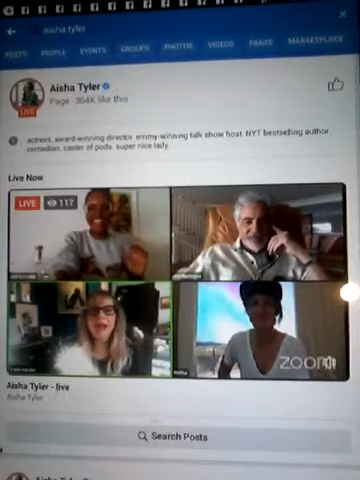 aisha tyler
POSTS PEOPLE EVENTS GROUPS PHOTOS VIDEOS PAGES MARKETPLACE
Aisha Tyler
LIVE
Page · 364K like this
actress. award-winning director. emmy-winning talk show host. NYT bestselling author.
comedian. caster of pods. super nice lady.
Live Now
LIVE 117
zoom
Aisha Tyler - live
Aisha Tyler
Search Posts